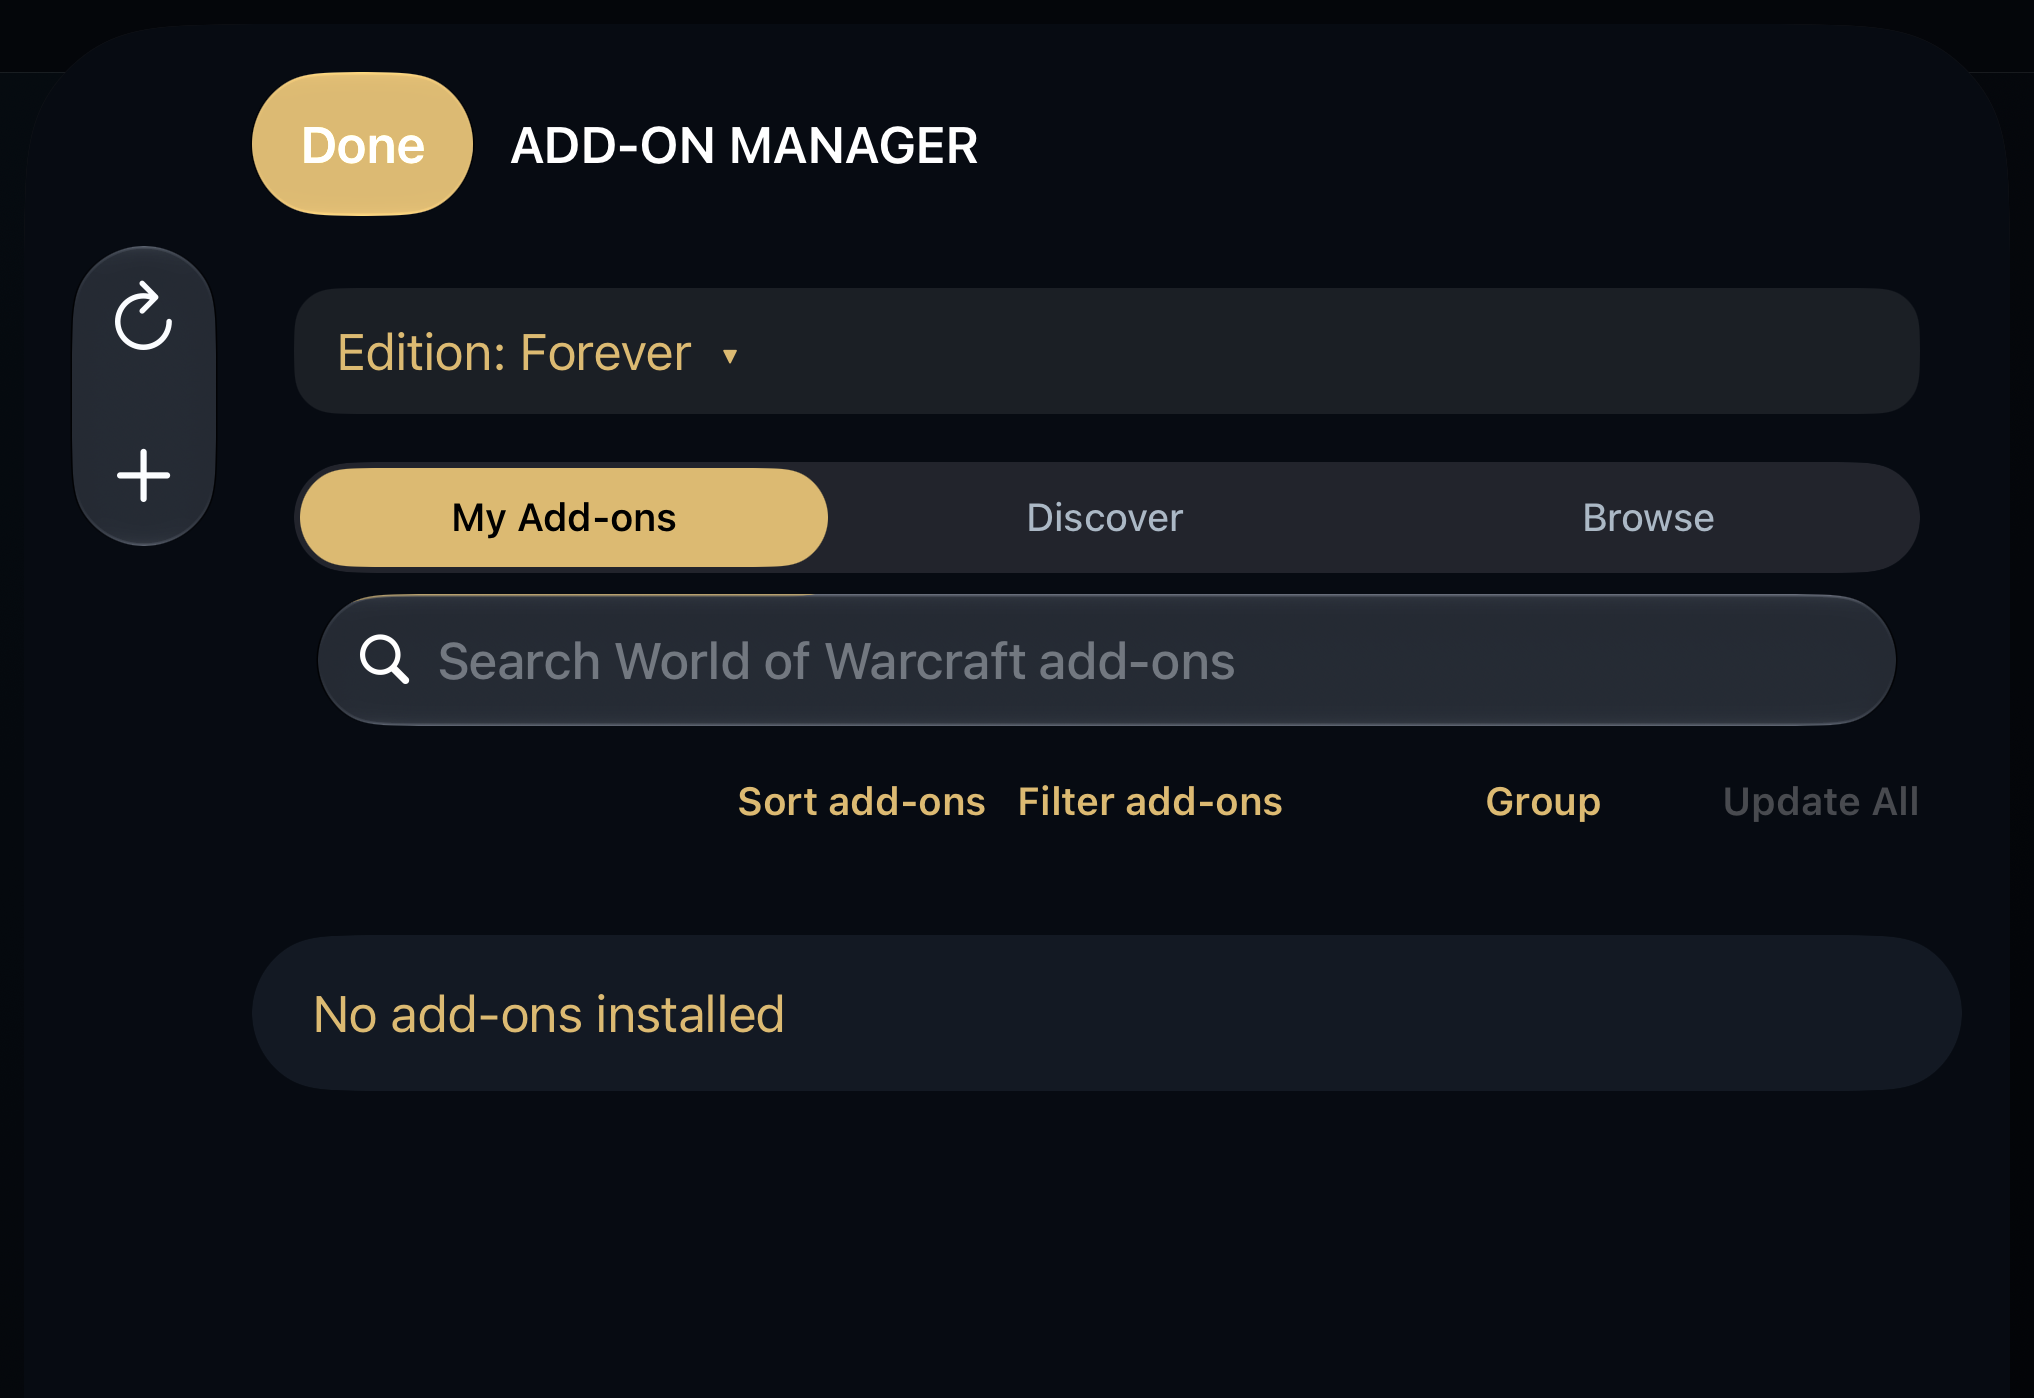 Done ADD-ON MANAGER
Edition: Forever ▾
My Add-ons Discover Browse
Search World of Warcraft add-ons
Sort add-ons Filter add-ons Group Update All
No add-ons installed